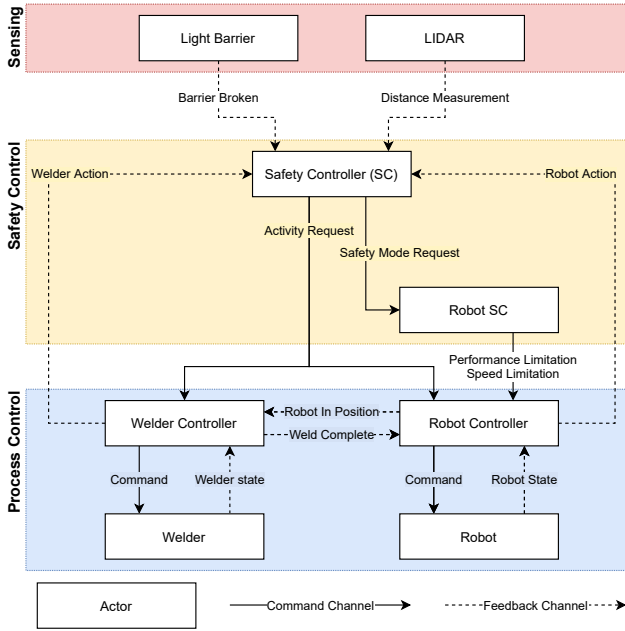 Sensing
Light Barrier
LIDAR
Barrier Broken
Distance Measurement
Safety Control
Welder Action
Safety Controller (SC)
Robot Action
Activity Request
Safety Mode Request
Robot SC
Performance Limitation
Speed Limitation
Process Control
Welder Controller
Robot In Position
Weld Complete
Robot Controller
Command
Welder state
Command
Robot State
Welder
Robot
Actor
Command Channel
Feedback Channel